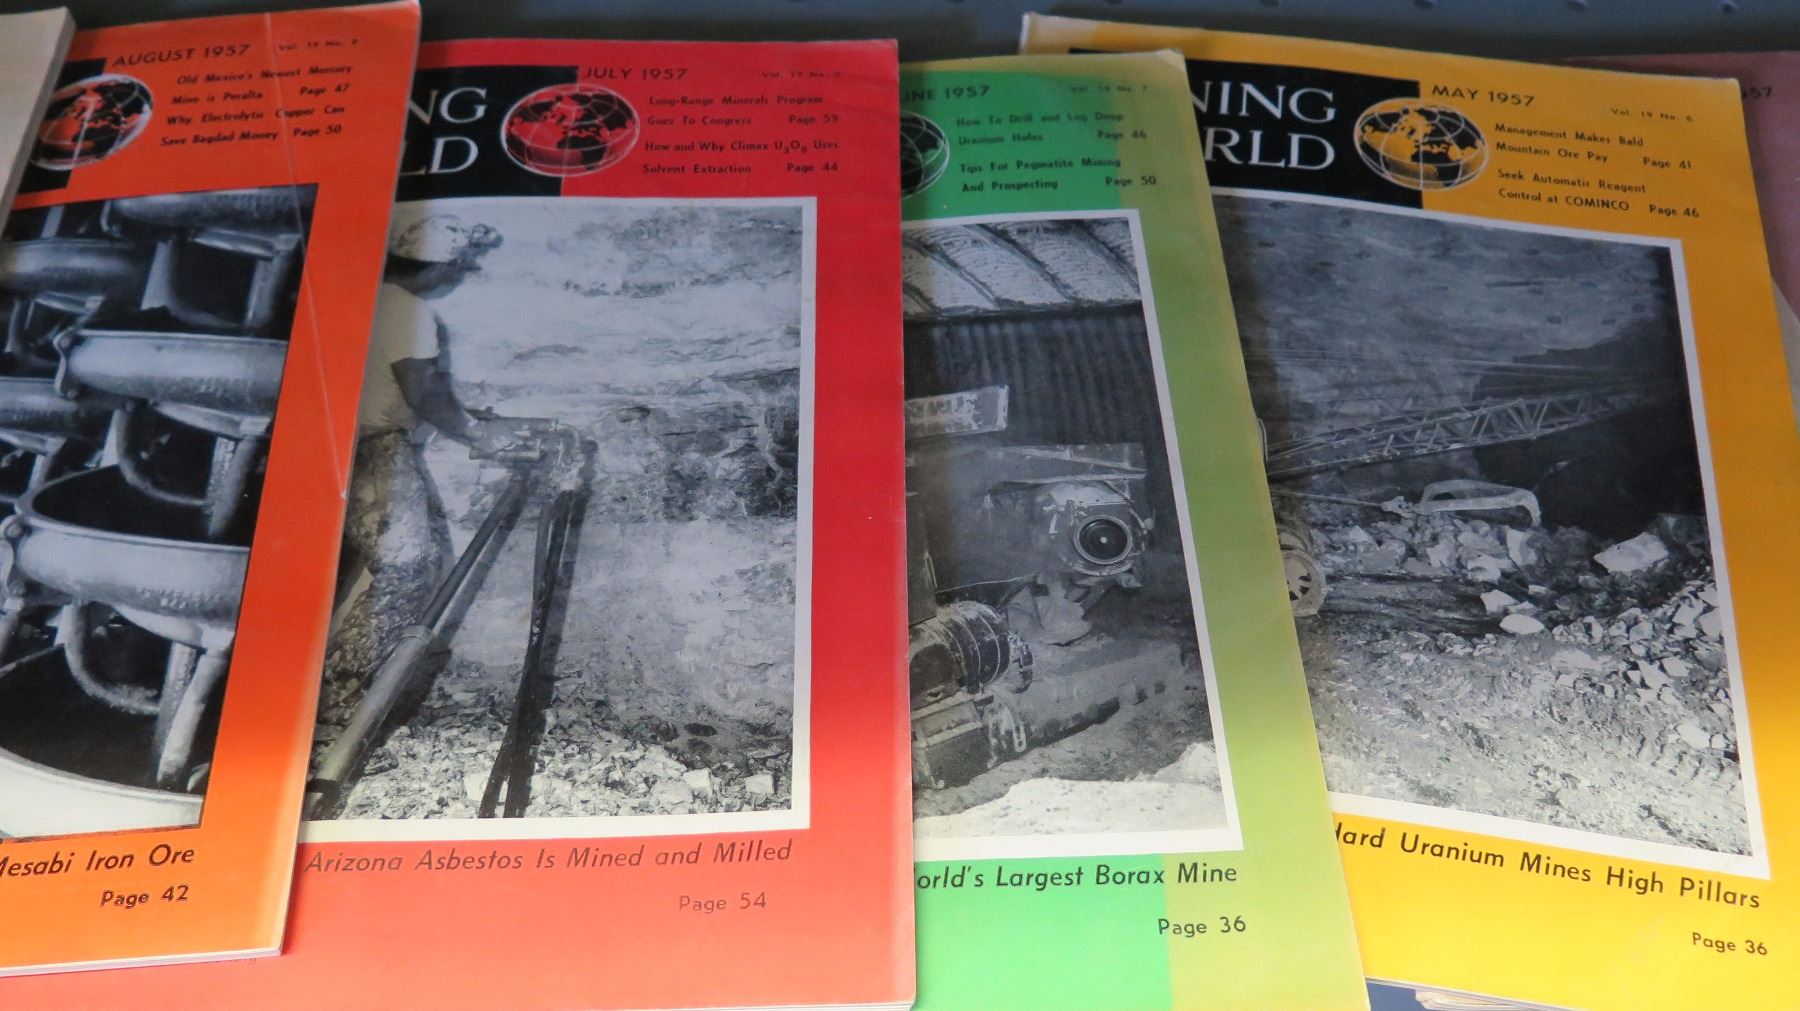 AUGUST 1957 Vol. 19 No. 9
Old Mexico's Newest Mercury
Mine is Peralta Page 47
Why Electrolytic Copper Can
Save Bagdad Money Page 50
Mesabi Iron Ore
Page 42
NG
LD
JULY 1957 Vol. 19 No. 8
Long-Range Minerals Program
Goes To Congress Page 59
How and Why Climax U3O8 Uses
Solvent Extraction Page 44
Arizona Asbestos Is Mined and Milled
Page 54
UNE 1957 Vol. 19 No. 7
How To Drill and Log Deep
Uranium Holes Page 46
Tips For Pegmatite Mining
And Prospecting Page 50
orld's Largest Borax Mine
Page 36
NING
RLD
MAY 1957 Vol. 19 No. 6
Management Makes Bald
Mountain Ore Pay Page 41
Seek Automatic Reagent
Control at COMINCO Page 46
Hard Uranium Mines High Pillars
Page 36
957